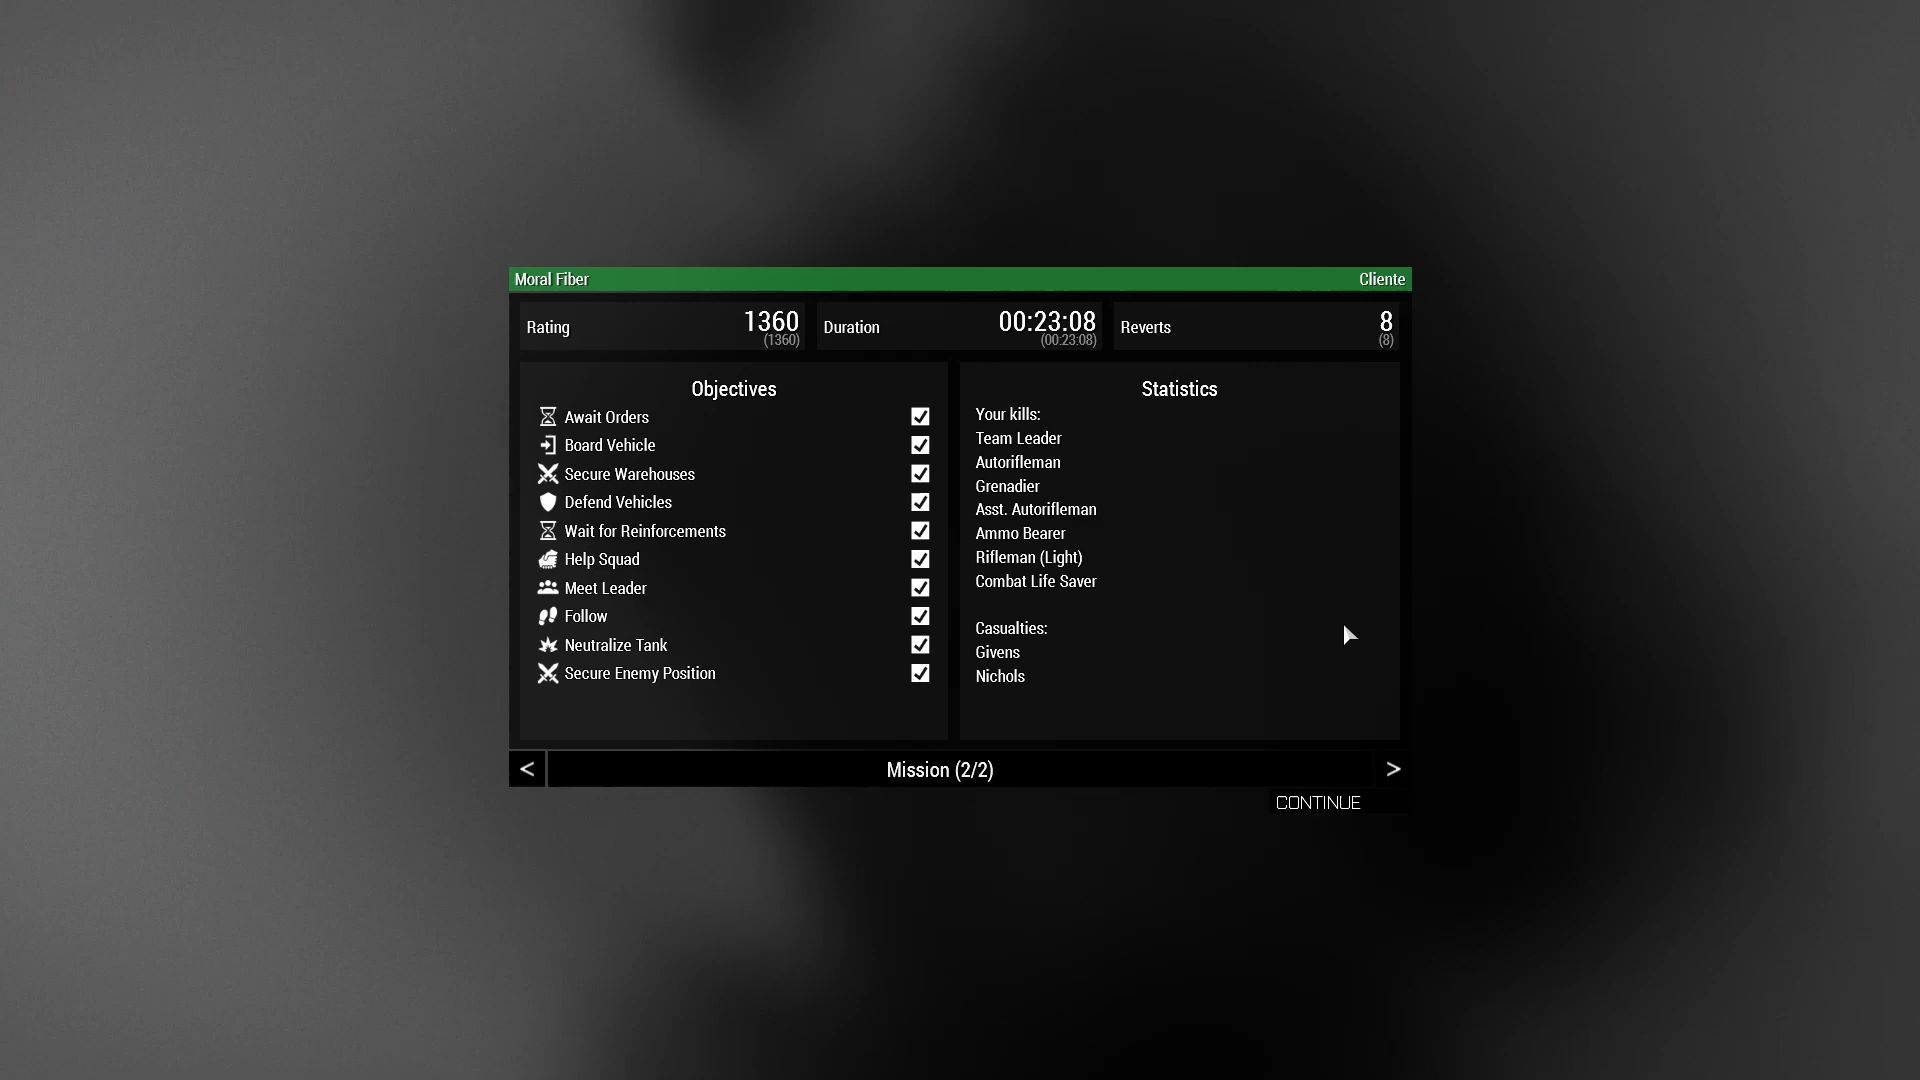 Moral Fiber
Cliente
Rating
1360
(1360)
Duration
00:23:08
(00:23:08)
Reverts
8
(8)
Objectives
Await Orders
Board Vehicle
Secure Warehouses
Defend Vehicles
Wait for Reinforcements
Help Squad
Meet Leader
Follow
Neutralize Tank
Secure Enemy Position
Statistics
Your kills:
Team Leader
Autorifleman
Grenadier
Asst. Autorifleman
Ammo Bearer
Rifleman (Light)
Combat Life Saver
Casualties:
Givens
Nichols
<
Mission (2/2)
>
CONTINUE